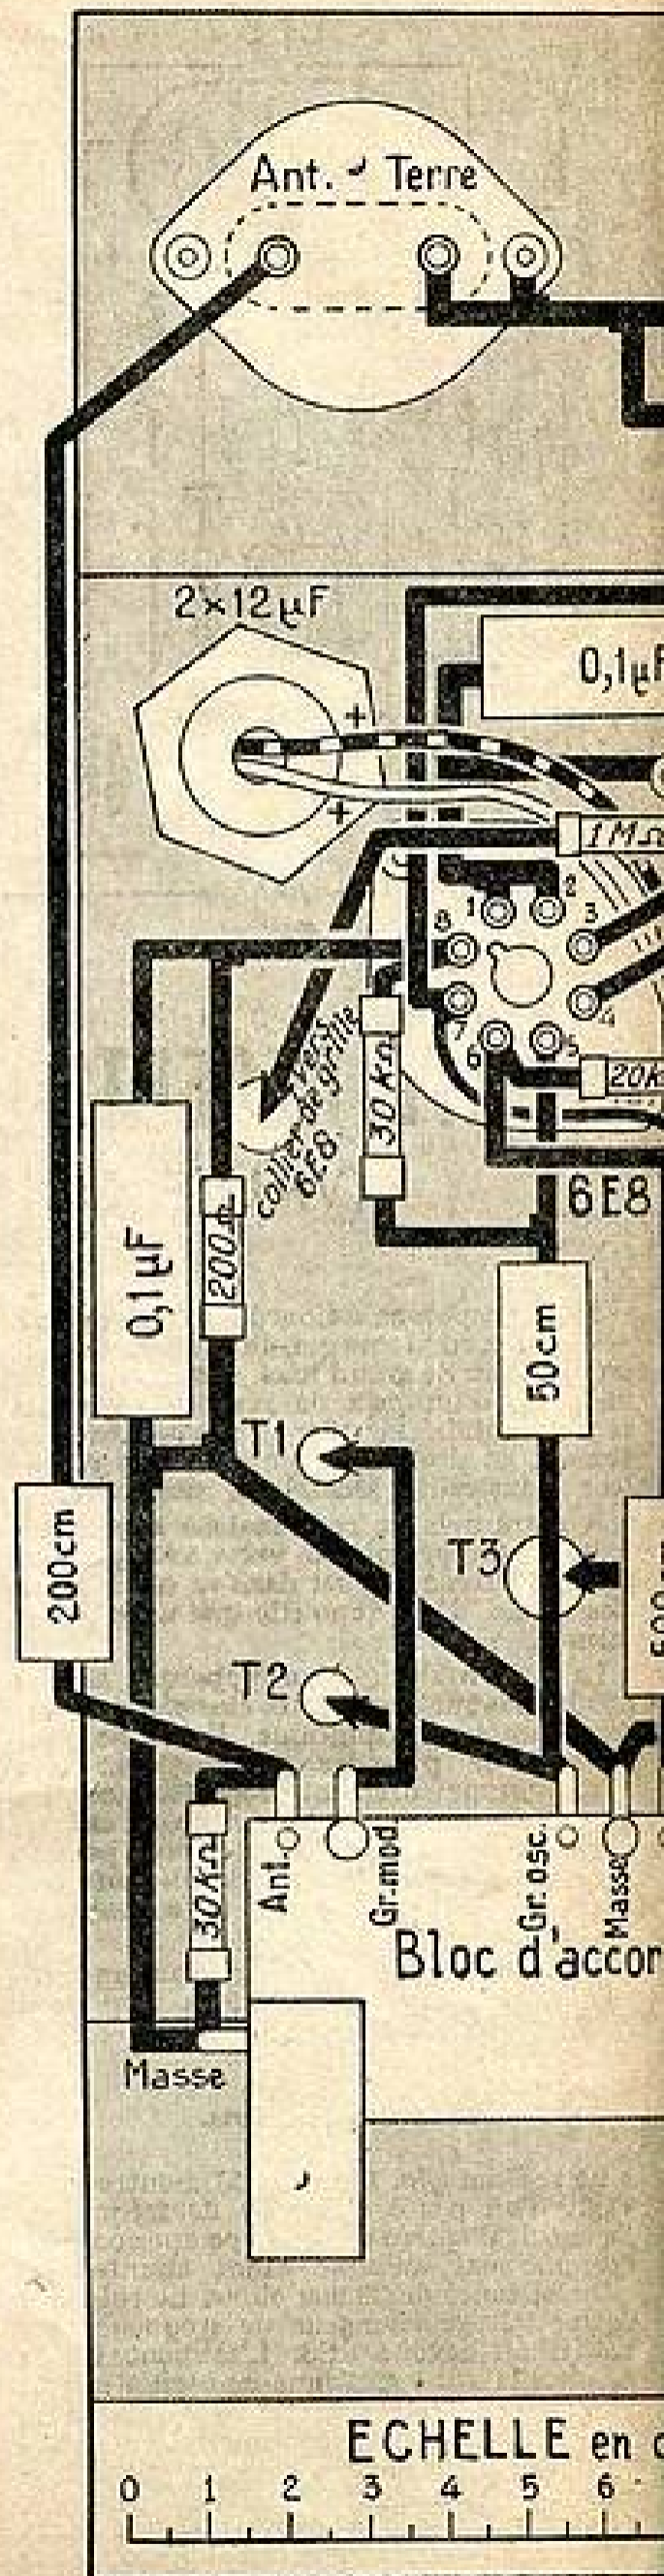 Ant.
Terre
2×12µF
0,1µF
+
+
1MΩ
1
2
3
4
5
6
7
8
vers
collier de grille
6E8
30kΩ
20k
6E8
0,1µF
200Ω
50cm
T1
200cm
T3
T2
30kΩ
Ant.
Gr.mod
Gr. osc.
Masse
Bloc d'accor
Masse
ECHELLE en
0 1 2 3 4 5 6